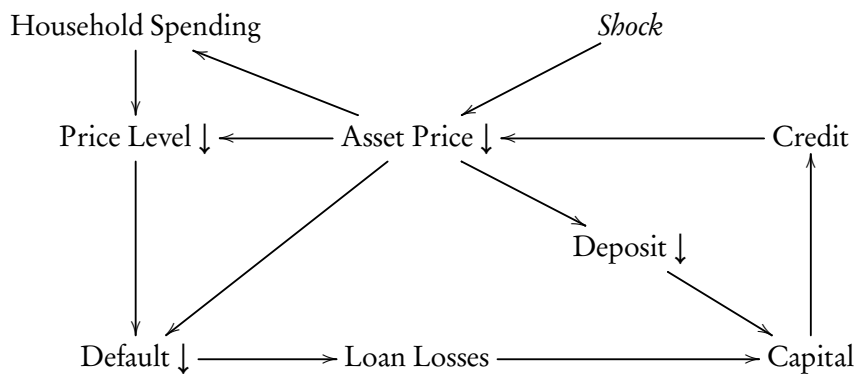 Household Spending
Shock
Price Level ↓
Asset Price ↓
Credit
Deposit ↓
Default ↓
Loan Losses
Capital